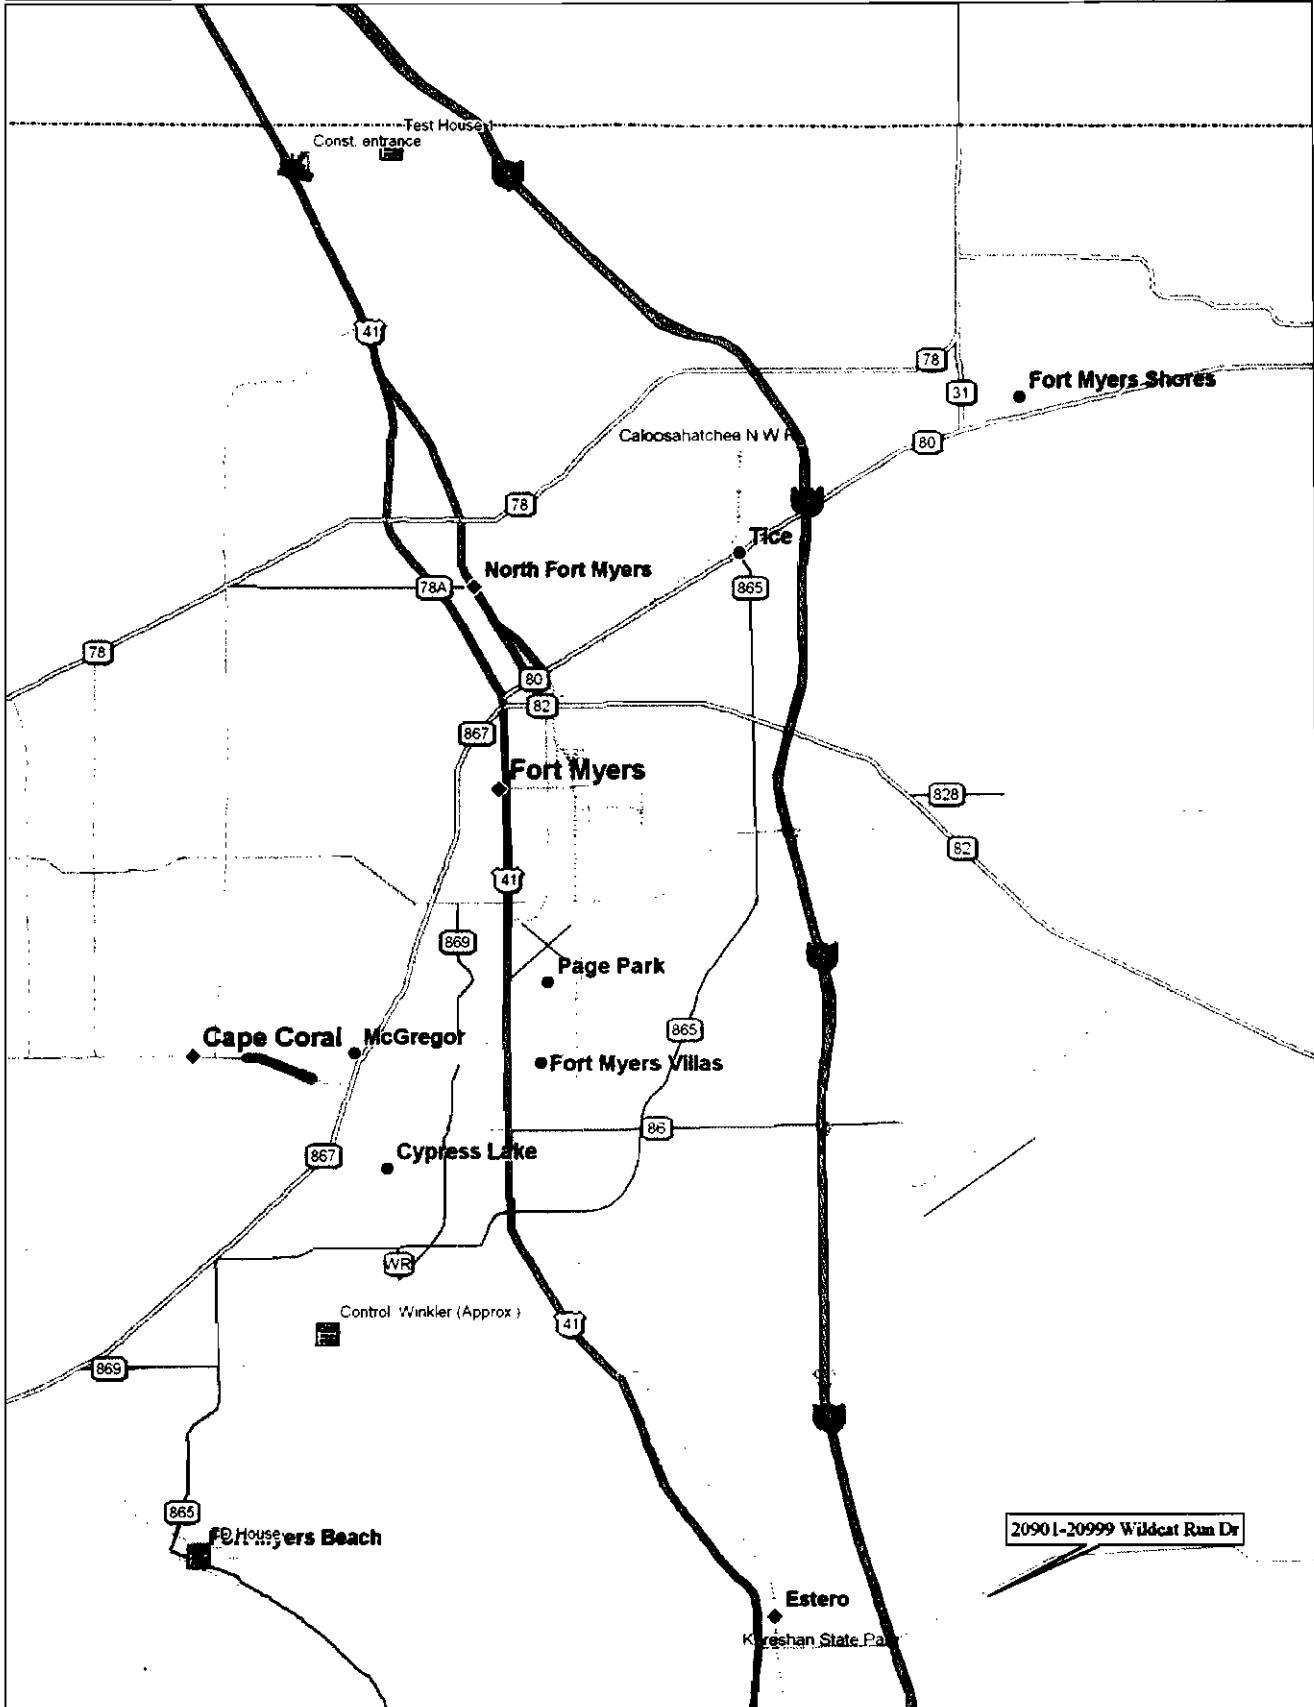 Test House 1
Const. entrance
41
78
31
Fort Myers Shores
Caloosahatchee N W R
80
78
Tice
North Fort Myers
78A
865
78
80
82
867
Fort Myers
828
82
41
869
Page Park
865
Cape Coral
McGregor
Fort Myers Villas
86
867
Cypress Lake
WR
Control Winkler (Approx.)
41
869
865
House
ers Beach
20901-20999 Wildcat Run Dr
Estero
Koreshan State Park